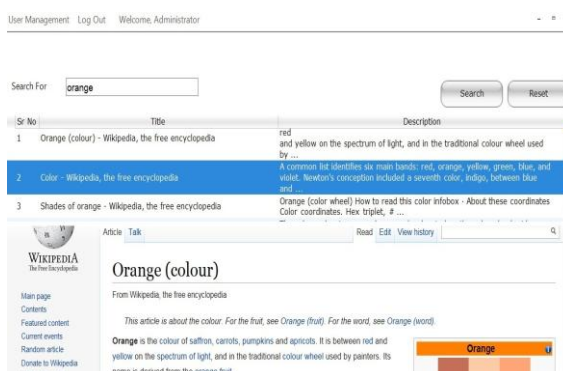 User Management Log Out Welcome, Administrator
Search For orange
Search Reset
Sr No Title Description
1 Orange (colour) - Wikipedia, the free encyclopedia
red
and yellow on the spectrum of light, and in the traditional colour wheel used
by ...
2 Color - Wikipedia, the free encyclopedia
A common list identifies six main bands: red, orange, yellow, green, blue, and
violet. Newton's conception included a seventh color, indigo, between blue
and ...
3 Shades of orange - Wikipedia, the free encyclopedia
Orange (color wheel) How to read this color infobox - About these coordinates
Color coordinates. Hex triplet, # ...
Article Talk Read Edit View history
WIKIPEDIA
The Free Encyclopedia
Orange (colour)
Main page
Contents
Featured content
Current events
Random article
Donate to Wikipedia
From Wikipedia, the free encyclopedia
This article is about the colour. For the fruit, see Orange (fruit). For the word, see Orange (word).
Orange is the colour of saffron, carrots, pumpkins and apricots. It is between red and
yellow on the spectrum of light, and in the traditional colour wheel used by painters. Its
name is derived from the orange fruit.
Orange